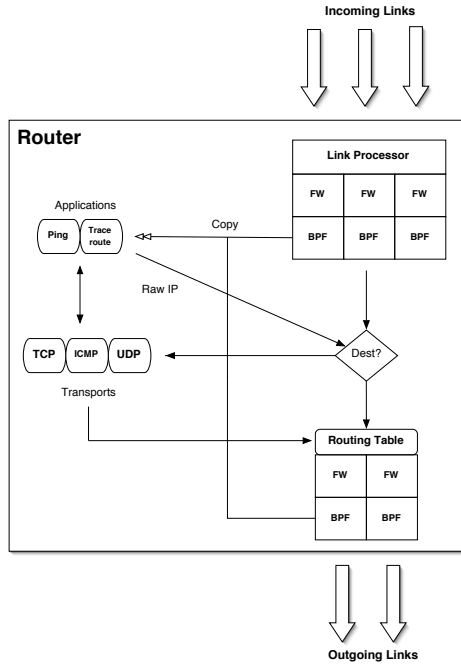 Incoming Links
Router
Link Processor
FW FW FW
BPF BPF BPF
Applications
Ping
Trace
route
Copy
Raw IP
Dest?
TCP ICMP UDP
Transports
Routing Table
FW FW
BPF BPF
Outgoing Links